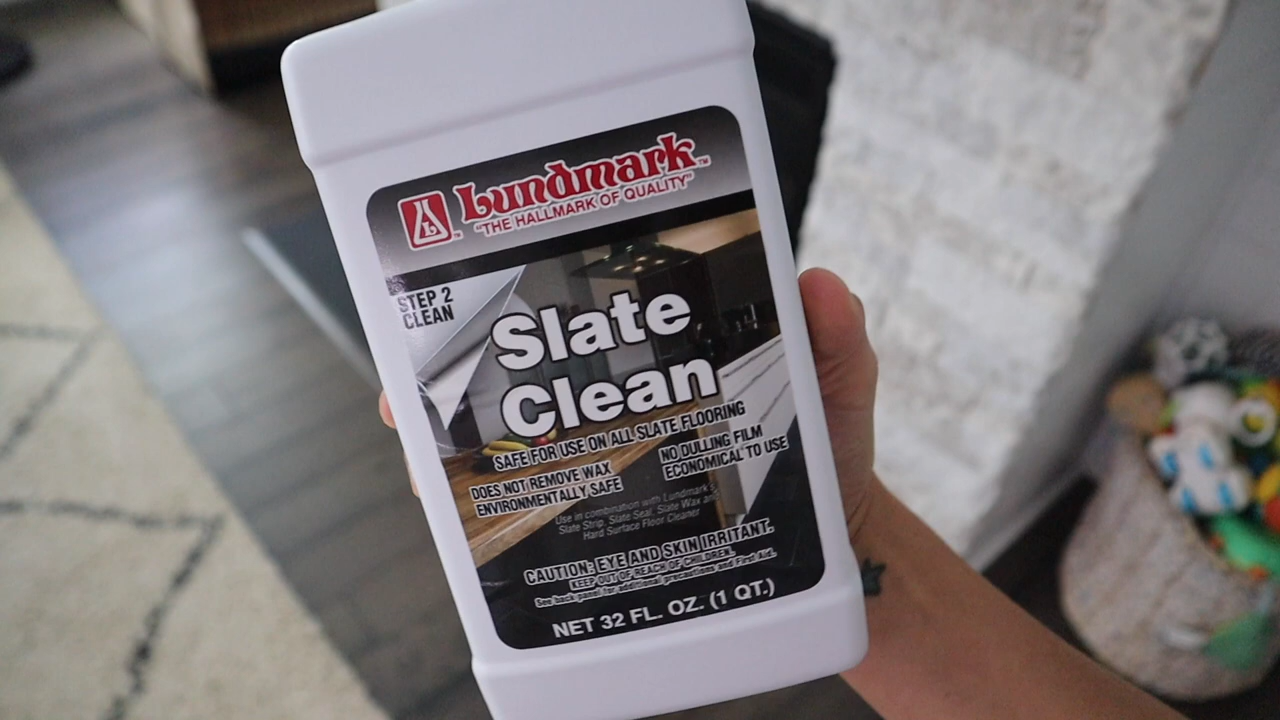 Lundmark™
"THE HALLMARK OF QUALITY"
STEP 2
CLEAN
Slate
Clean
SAFE FOR USE ON ALL SLATE FLOORING
DOES NOT REMOVE WAX
ENVIRONMENTALLY SAFE
NO DULLING FILM
ECONOMICAL TO USE
Use in combination with Lundmark's
Slate Strip, Slate Seal, Slate Wax and
Hard Surface Floor Cleaner
CAUTION: EYE AND SKIN IRRITANT.
KEEP OUT OF REACH OF CHILDREN.
See back panel for additional precautions and First Aid.
NET 32 FL. OZ. (1 QT.)